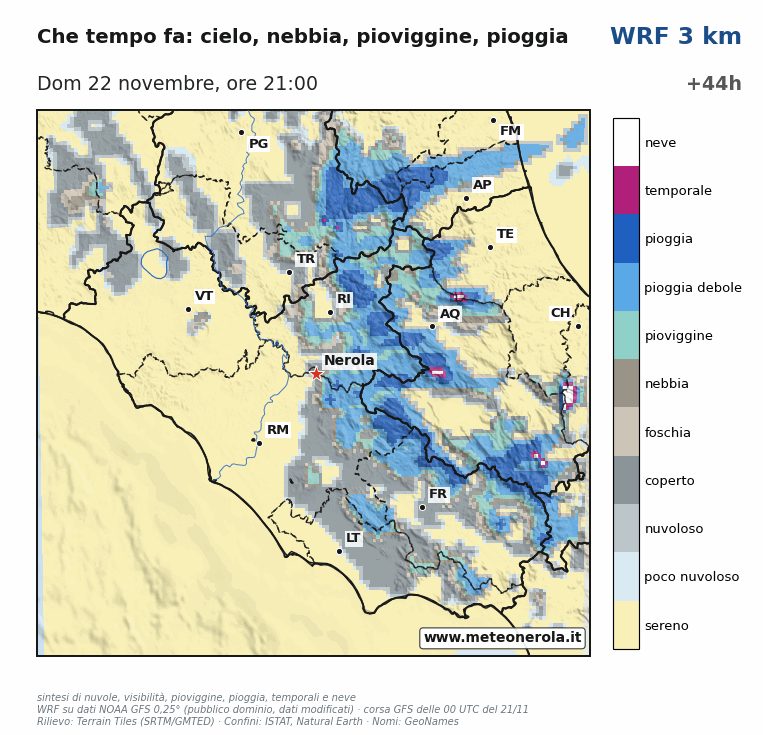 Che tempo fa: cielo, nebbia, pioviggine, pioggia
WRF 3 km
Dom 22 novembre, ore 21:00
+44h
FM
PG
AP
TE
TR
VT
RI
AQ
CH
Nerola
RM
FR
LT
www.meteonerola.it
neve
temporale
pioggia
pioggia debole
pioviggine
nebbia
foschia
coperto
nuvoloso
poco nuvoloso
sereno
sintesi di nuvole, visibilità, pioviggine, pioggia, temporali e neve
WRF su dati NOAA GFS 0,25° (pubblico dominio, dati modificati) · corsa GFS delle 00 UTC del 21/11
Rilievo: Terrain Tiles (SRTM/GMTED) · Confini: ISTAT, Natural Earth · Nomi: GeoNames